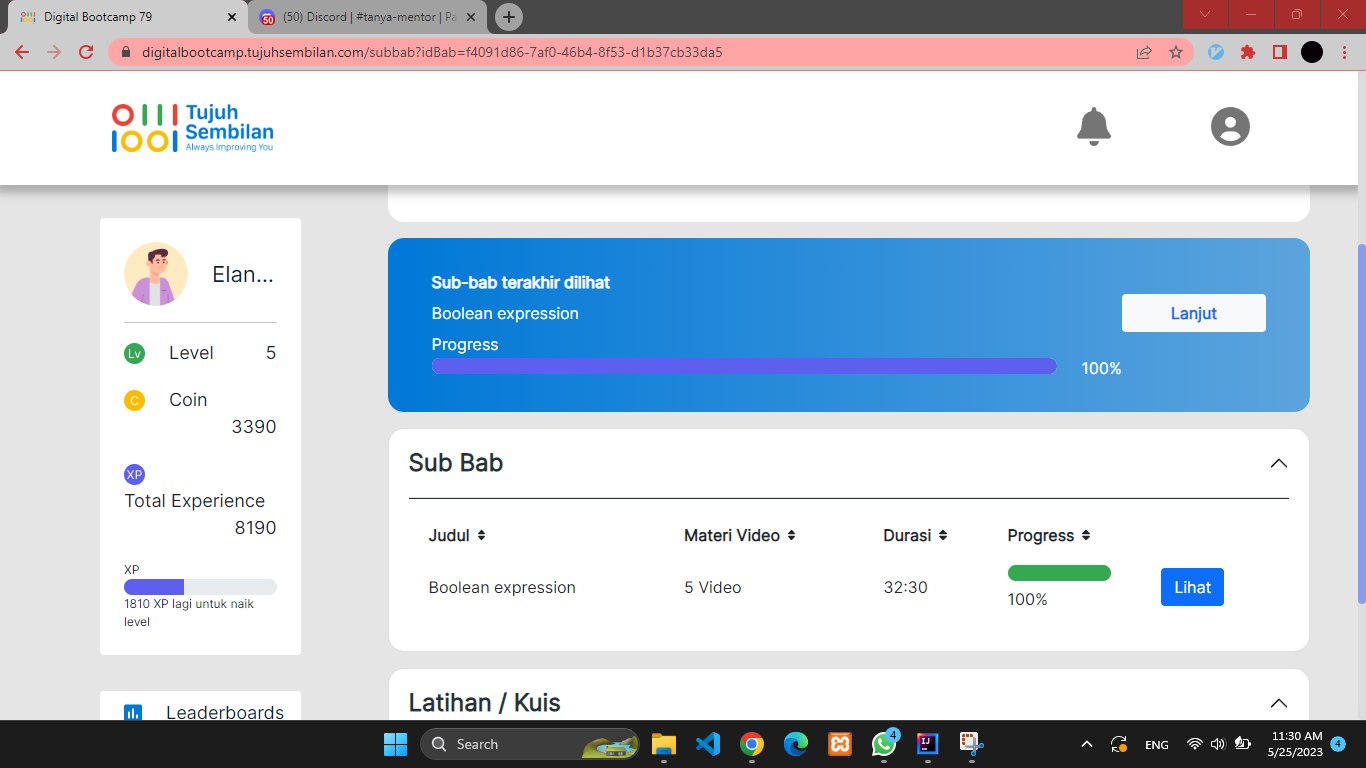 Digital Bootcamp 79
(50) Discord | #tanya-mentor | Pa
digitalbootcamp.tujuhsembilan.com/subbab?idBab=f4091d86-7af0-46b4-8f53-d1b37cb33da5
Tujuh
Sembilan
Always Improving You
Elan...
Lv Level 5
C Coin
3390
XP
Total Experience
8190
XP
1810 XP lagi untuk naik
level
Leaderboards
Sub-bab terakhir dilihat
Boolean expression
Lanjut
Progress
100%
Sub Bab
Judul Materi Video Durasi Progress
Boolean expression 5 Video 32:30 100% Lihat
Latihan / Kuis
Search
4
ENG
11:30 AM
5/25/2023
4